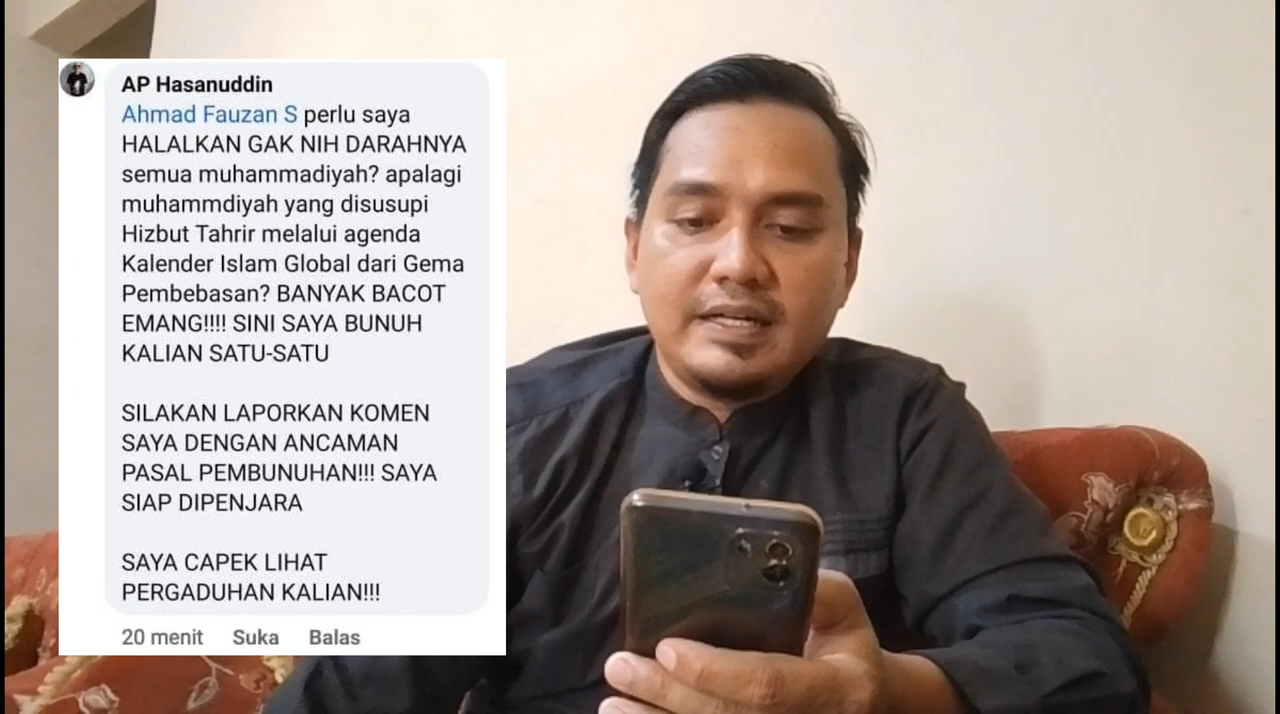 AP Hasanuddin
Ahmad Fauzan S perlu saya
HALALKAN GAK NIH DARAHNYA
semua muhammadiyah? apalagi
muhammdiyah yang disusupi
Hizbut Tahrir melalui agenda
Kalender Islam Global dari Gema
Pembebasan? BANYAK BACOT
EMANG!!!! SINI SAYA BUNUH
KALIAN SATU-SATU
SILAKAN LAPORKAN KOMEN
SAYA DENGAN ANCAMAN
PASAL PEMBUNUHAN!!! SAYA
SIAP DIPENJARA
SAYA CAPEK LIHAT
PERGADUHAN KALIAN!!!
20 menit Suka Balas